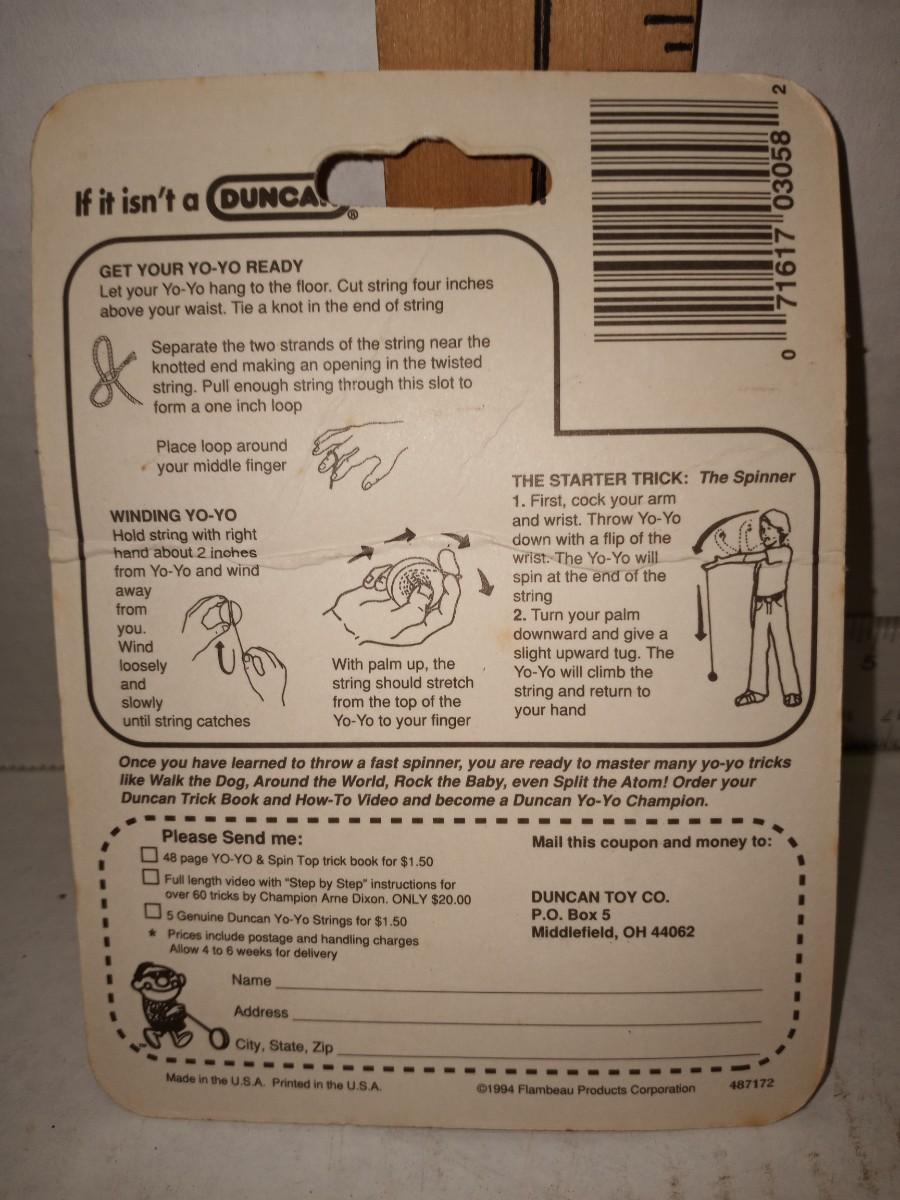 If it isn't a DUNCAN®
0 71617 03058 2
GET YOUR YO-YO READY
Let your Yo-Yo hang to the floor. Cut string four inches
above your waist. Tie a knot in the end of string
Separate the two strands of the string near the
knotted end making an opening in the twisted
string. Pull enough string through this slot to
form a one inch loop
Place loop around
your middle finger
WINDING YO-YO
Hold string with right
hand about 2 inches
from Yo-Yo and wind
away
from
you.
Wind
loosely
and
slowly
until string catches
With palm up, the
string should stretch
from the top of the
Yo-Yo to your finger
THE STARTER TRICK: The Spinner
1. First, cock your arm
and wrist. Throw Yo-Yo
down with a flip of the
wrist. The Yo-Yo will
spin at the end of the
string
2. Turn your palm
downward and give a
slight upward tug. The
Yo-Yo will climb the
string and return to
your hand
5
Once you have learned to throw a fast spinner, you are ready to master many yo-yo tricks
like Walk the Dog, Around the World, Rock the Baby, even Split the Atom! Order your
Duncan Trick Book and How-To Video and become a Duncan Yo-Yo Champion.
Please Send me:
48 page YO-YO & Spin Top trick book for $1.50
Full length video with "Step by Step" instructions for
over 60 tricks by Champion Arne Dixon. ONLY $20.00
5 Genuine Duncan Yo-Yo Strings for $1.50
* Prices include postage and handling charges
Allow 4 to 6 weeks for delivery
Mail this coupon and money to:
DUNCAN TOY CO.
P.O. Box 5
Middlefield, OH 44062
Name
Address
City, State, Zip
Made in the U.S.A. Printed in the U.S.A.
©1994 Flambeau Products Corporation
487172